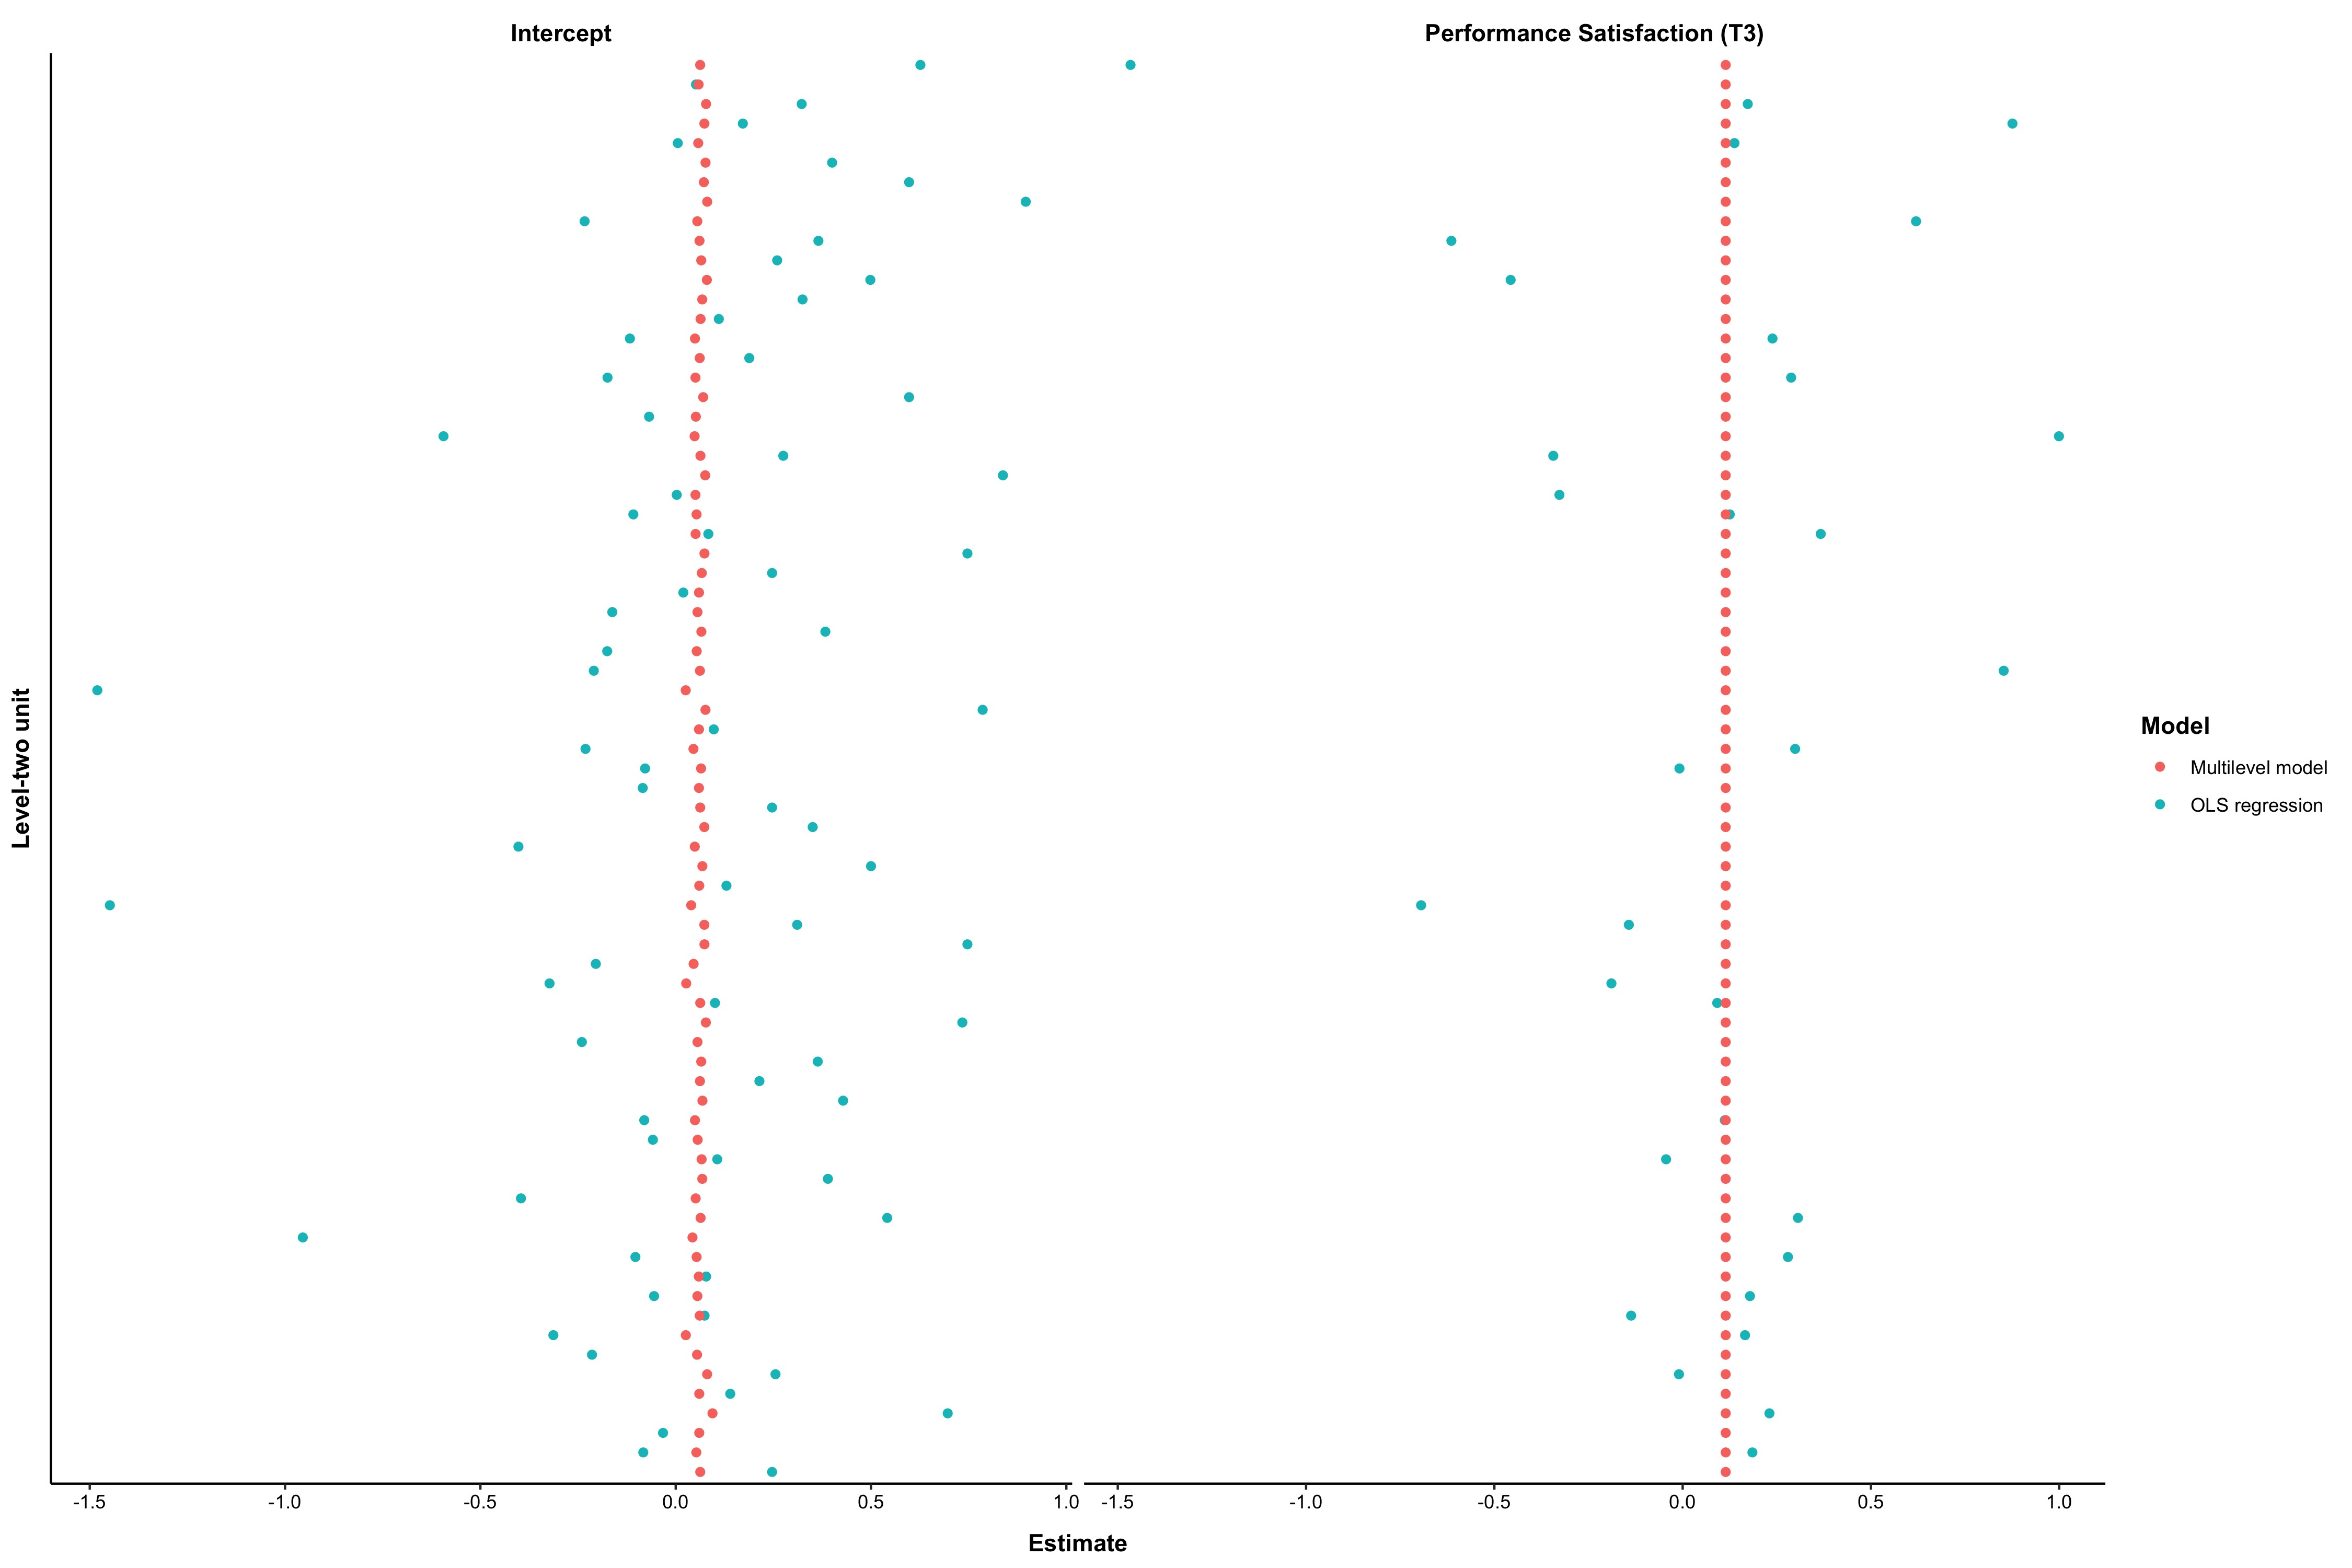 Intercept
Performance Satisfaction (T3)
Level-two unit
Model
Multilevel model
OLS regression
-1.5 -1.0 -0.5 0.0 0.5 1.0
-1.5 -1.0 -0.5 0.0 0.5 1.0
Estimate